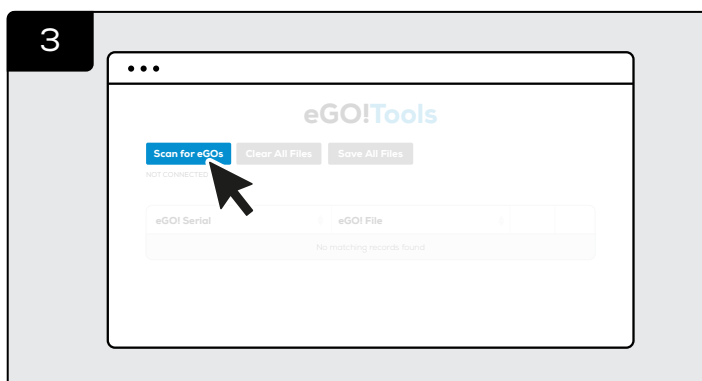 3
eGO!Tools
Scan for eGOs Clear All Files Save All Files
NOT CONNECTED
eGO! Serial eGO! File
No matching records found